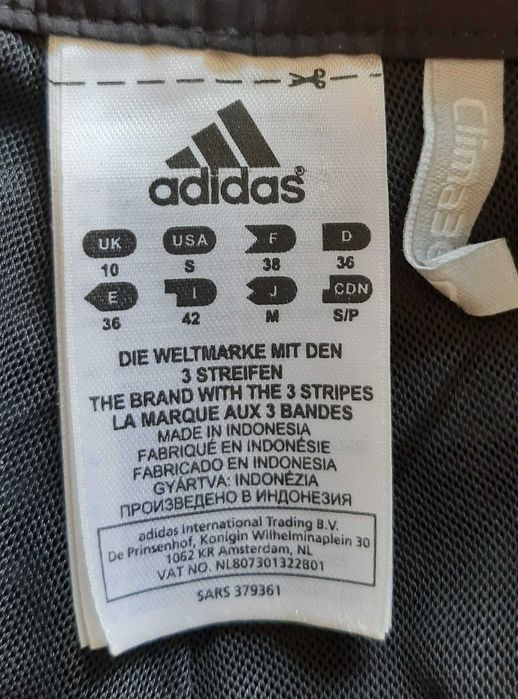 adidas®
UK USA F D
10 S 38 36
E I J CDN
36 42 M S/P
DIE WELTMARKE MIT DEN
3 STREIFEN
THE BRAND WITH THE 3 STRIPES
LA MARQUE AUX 3 BANDES
MADE IN INDONESIA
FABRIQUÉ EN INDONÉSIE
FABRICADO EN INDONESIA
GYÁRTVA: INDONÉZIA
ПРОИЗВЕДЕНО В ИНДОНЕЗИЯ
adidas International Trading B.V.
De Prinsenhof, Konigin Wilhelminaplein 30
1062 KR Amsterdam, NL
VAT NO. NL807301322B01
SARS 379361